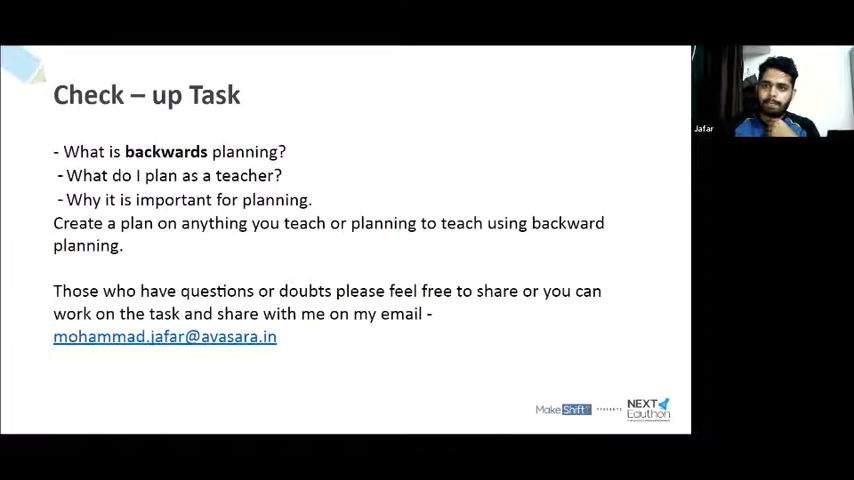 Check – up Task
- What is backwards planning?
- What do I plan as a teacher?
- Why it is important for planning.
Create a plan on anything you teach or planning to teach using backward
planning.
Those who have questions or doubts please feel free to share or you can
work on the task and share with me on my email -
mohammad.jafar@avasara.in
Jafar
MakeShift PRESENTS
NEXT
Eduthon